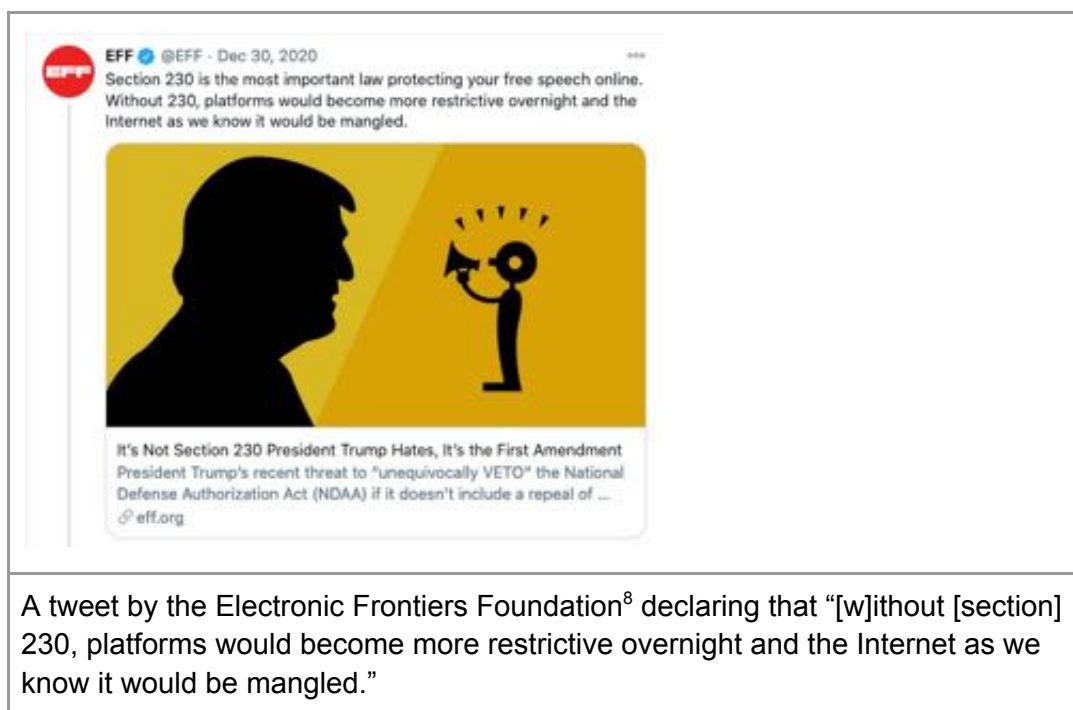 EFF @EFF · Dec 30, 2020
EFF
Section 230 is the most important law protecting your free speech online.
Without 230, platforms would become more restrictive overnight and the
Internet as we know it would be mangled.
It's Not Section 230 President Trump Hates, It's the First Amendment
President Trump's recent threat to "unequivocally VETO" the National
Defense Authorization Act (NDAA) if it doesn't include a repeal of ...
eff.org
A tweet by the Electronic Frontiers Foundation⁸ declaring that “[w]ithout [section]
230, platforms would become more restrictive overnight and the Internet as we
know it would be mangled.”